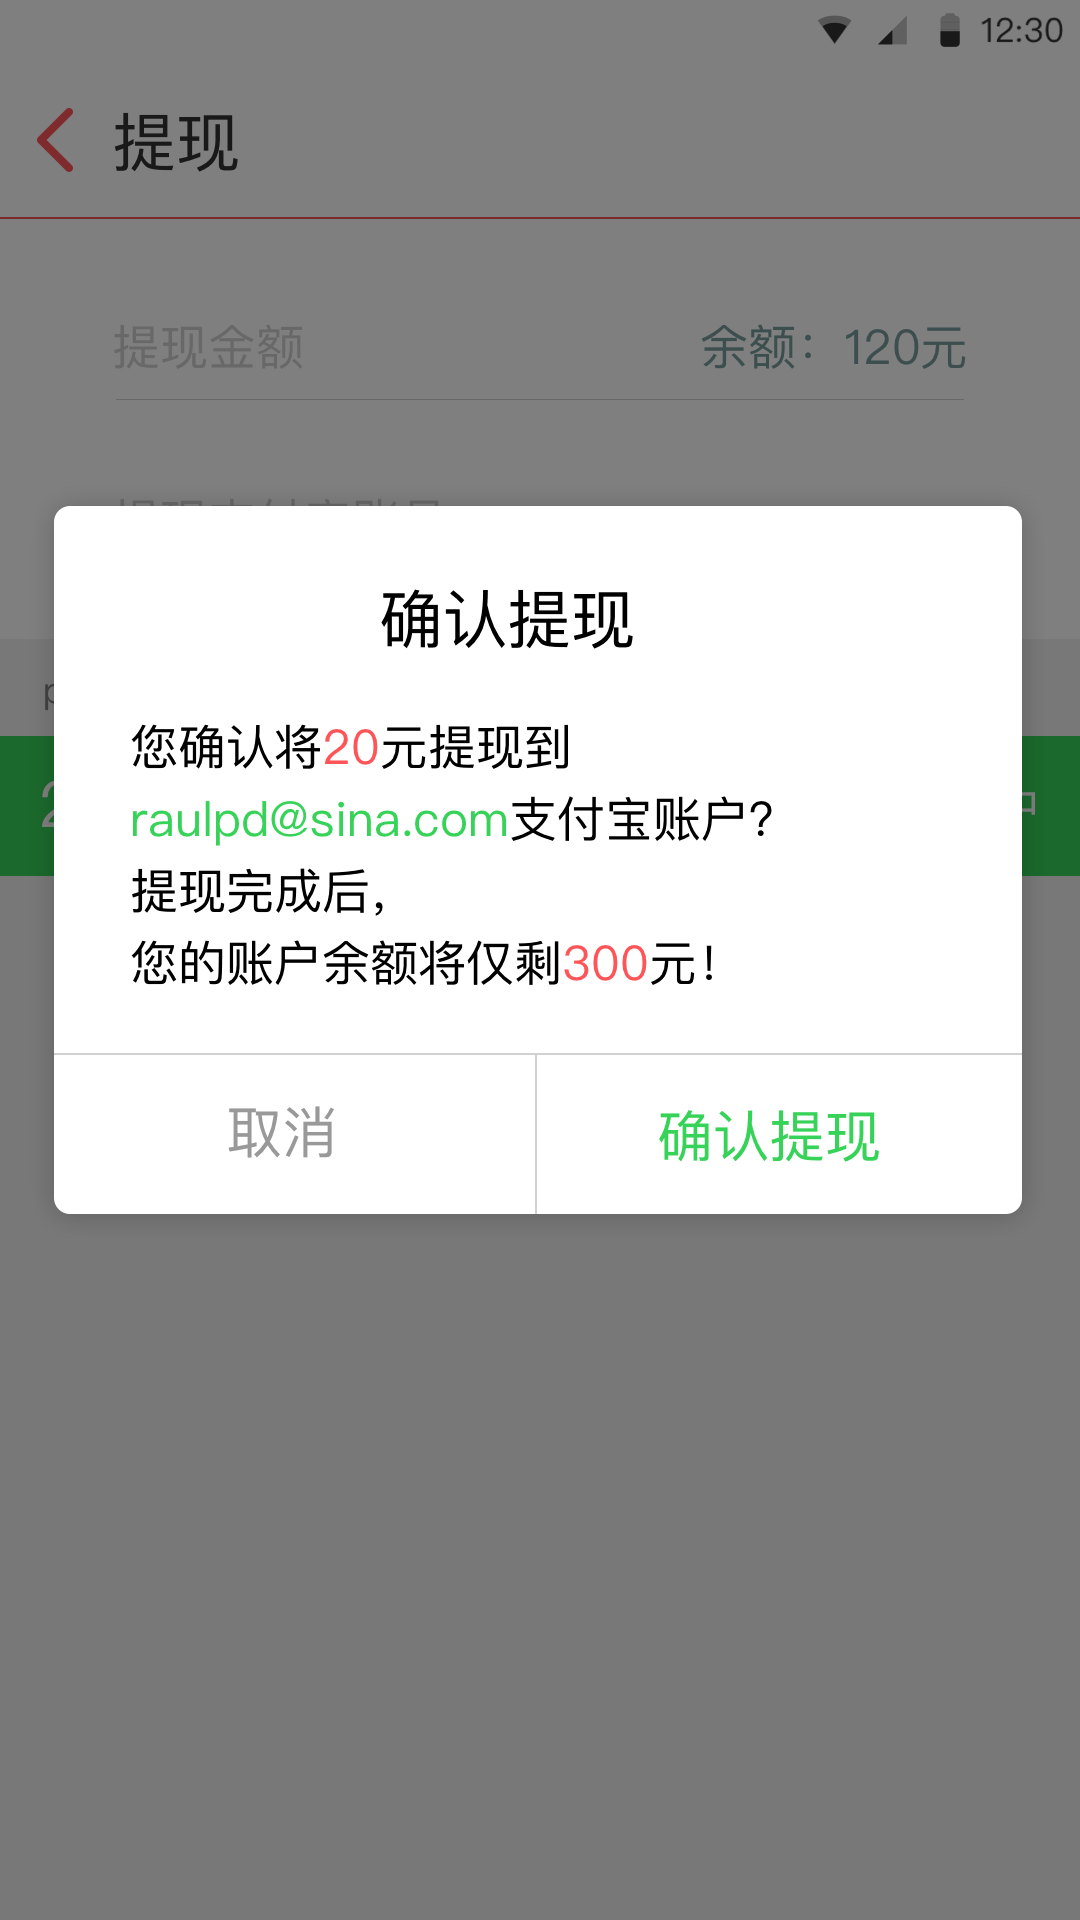 12:30
提现
提现金额 余额：120元
确认提现
您确认将20元提现到
raulpd@sina.com支付宝账户?
提现完成后，
您的账户余额将仅剩300元！
取消 确认提现